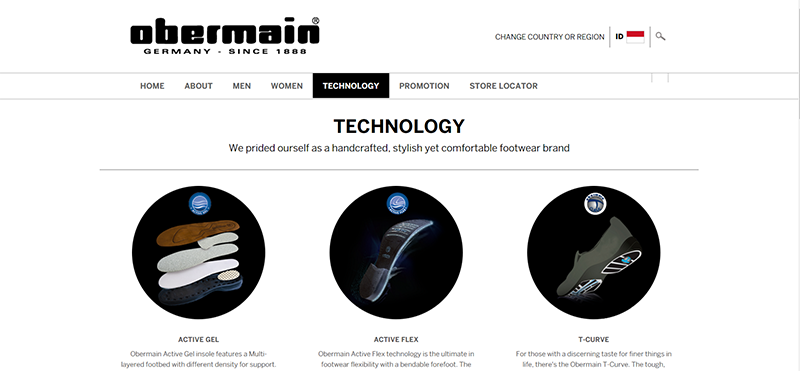 obermain®
GERMANY - SINCE 1888
CHANGE COUNTRY OR REGION
ID
HOME
ABOUT
MEN
WOMEN
TECHNOLOGY
PROMOTION
STORE LOCATOR
TECHNOLOGY
We prided ourself as a handcrafted, stylish yet comfortable footwear brand
ACTIVE GEL
ACTIVE FLEX
T-CURVE
Obermain Active Gel insole features a Multi-
layered footbed with different density for support.
Obermain Active Flex technology is the ultimate in
footwear flexibility with a bendable forefoot. The
For those with a discerning taste for finer things in
life, there's the Obermain T-Curve. The tough,